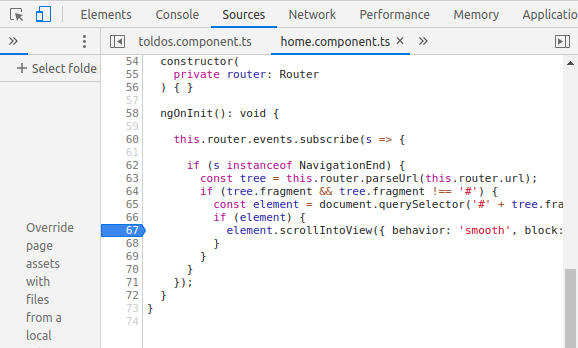 Elements Console Sources Network Performance Memory Applicatio
» toldos.component.ts home.component.ts × »
+ Select folde
54 constructor(
55 private router: Router
56 ) { }
57
58 ngOnInit(): void {
59
60 this.router.events.subscribe(s => {
61
62 if (s instanceof NavigationEnd) {
63 const tree = this.router.parseUrl(this.router.url);
64 if (tree.fragment && tree.fragment !== '#') {
65 const element = document.querySelector('#' + tree.fra
66 if (element) {
67 element.scrollIntoView({ behavior: 'smooth', block:
68 }
69 }
70 }
71 });
72 }
73 }
74
Override
page
assets
with
files
from a
local